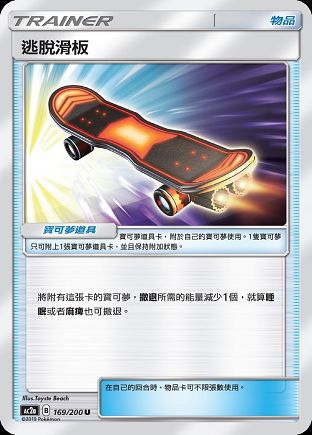 TRAINER 物品
逃脫滑板
寶可夢道具
寶可夢道具卡，附於自己的寶可夢使用。1隻寶可夢
只可附上1張寶可夢道具卡，並且保持附加狀態。
將附有這張卡的寶可夢，撤退所需的能量減少1個，就算睡
眠或者麻痺也可撤退。
Illus.Toyste Beach
AC2a B 169/200 U
©2019 Pokémon
在自己的回合時，物品卡可不限張數使用。